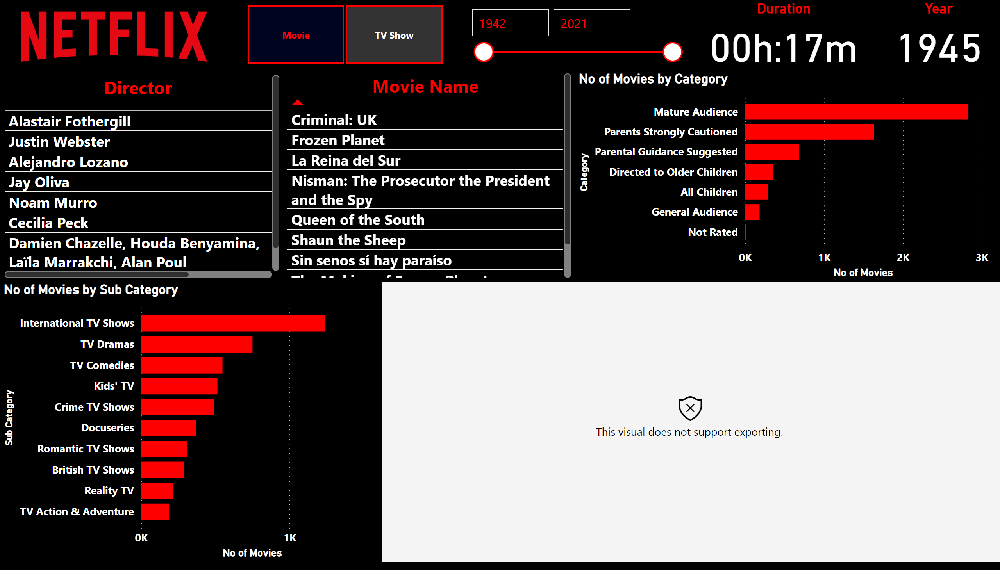 NETFLIX
Movie
TV Show
1942
2021
Duration
00h:17m
Year
1945
Director
Alastair Fothergill
Justin Webster
Alejandro Lozano
Jay Oliva
Noam Murro
Cecilia Peck
Damien Chazelle, Houda Benyamina,
Laïla Marrakchi, Alan Poul
Movie Name
Criminal: UK
Frozen Planet
La Reina del Sur
Nisman: The Prosecutor the President
and the Spy
Queen of the South
Shaun the Sheep
Sin senos sí hay paraíso
The Making of Frozen Planet
No of Movies by Category
Category
Mature Audience
Parents Strongly Cautioned
Parental Guidance Suggested
Directed to Older Children
All Children
General Audience
Not Rated
0K
1K
2K
3K
No of Movies
No of Movies by Sub Category
Sub Category
International TV Shows
TV Dramas
TV Comedies
Kids' TV
Crime TV Shows
Docuseries
Romantic TV Shows
British TV Shows
Reality TV
TV Action & Adventure
0K
1K
No of Movies
This visual does not support exporting.